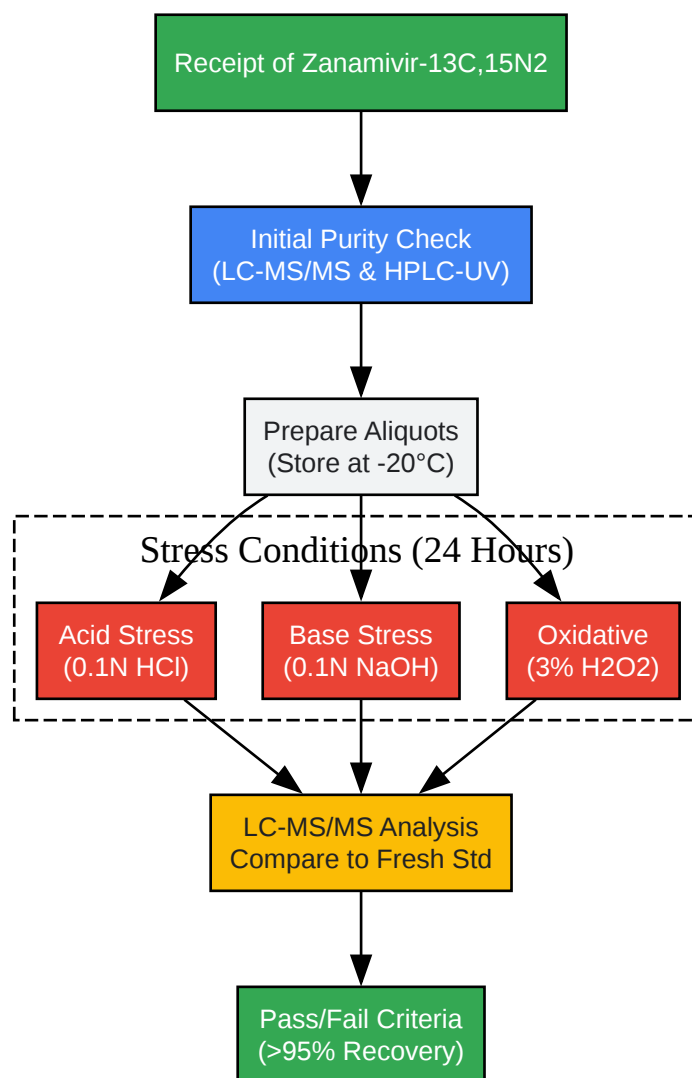 Receipt of Zanamivir-13C,15N2
Initial Purity Check
(LC-MS/MS & HPLC-UV)
Prepare Aliquots
(Store at -20°C)
Stress Conditions (24 Hours)
Acid Stress
(0.1N HCl)
Base Stress
(0.1N NaOH)
Oxidative
(3% H2O2)
LC-MS/MS Analysis
Compare to Fresh Std
Pass/Fail Criteria
(>95% Recovery)